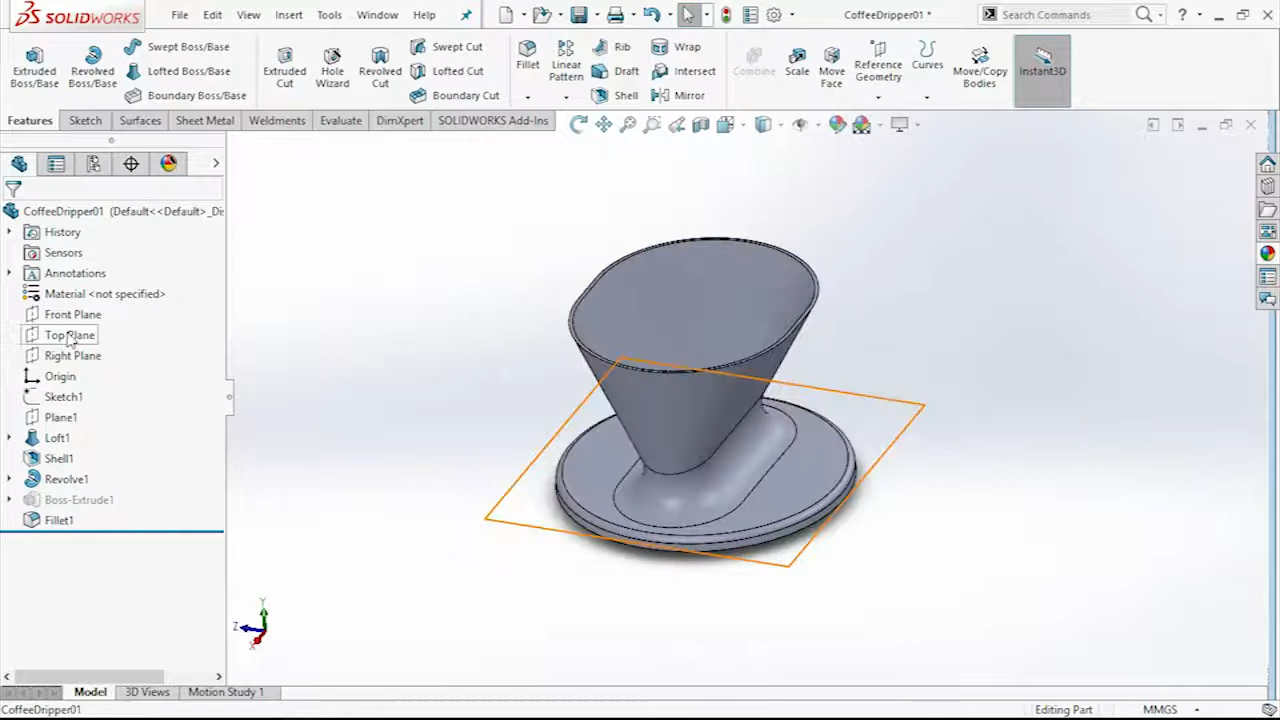 SOLIDWORKS File Edit View Insert Tools Window Help CoffeeDripper01 * Search Commands ?
Extruded Boss/Base
Revolved Boss/Base
Swept Boss/Base
Lofted Boss/Base
Boundary Boss/Base
Extruded Cut
Hole Wizard
Revolved Cut
Swept Cut
Lofted Cut
Boundary Cut
Fillet
Linear Pattern
Rib
Draft
Shell
Wrap
Intersect
Mirror
Combine
Scale
Move Face
Reference Geometry
Curves
Move/Copy Bodies
Instant3D
Features Sketch Surfaces Sheet Metal Weldments Evaluate DimXpert SOLIDWORKS Add-Ins
CoffeeDripper01 (Default<<Default>_Di
History
Sensors
Annotations
Material <not specified>
Front Plane
Top Plane
Right Plane
Origin
Sketch1
Plane1
Loft1
Shell1
Revolve1
Boss-Extrude1
Fillet1
Y
Z
X
Model 3D Views Motion Study 1
CoffeeDripper01 Editing Part MMGS